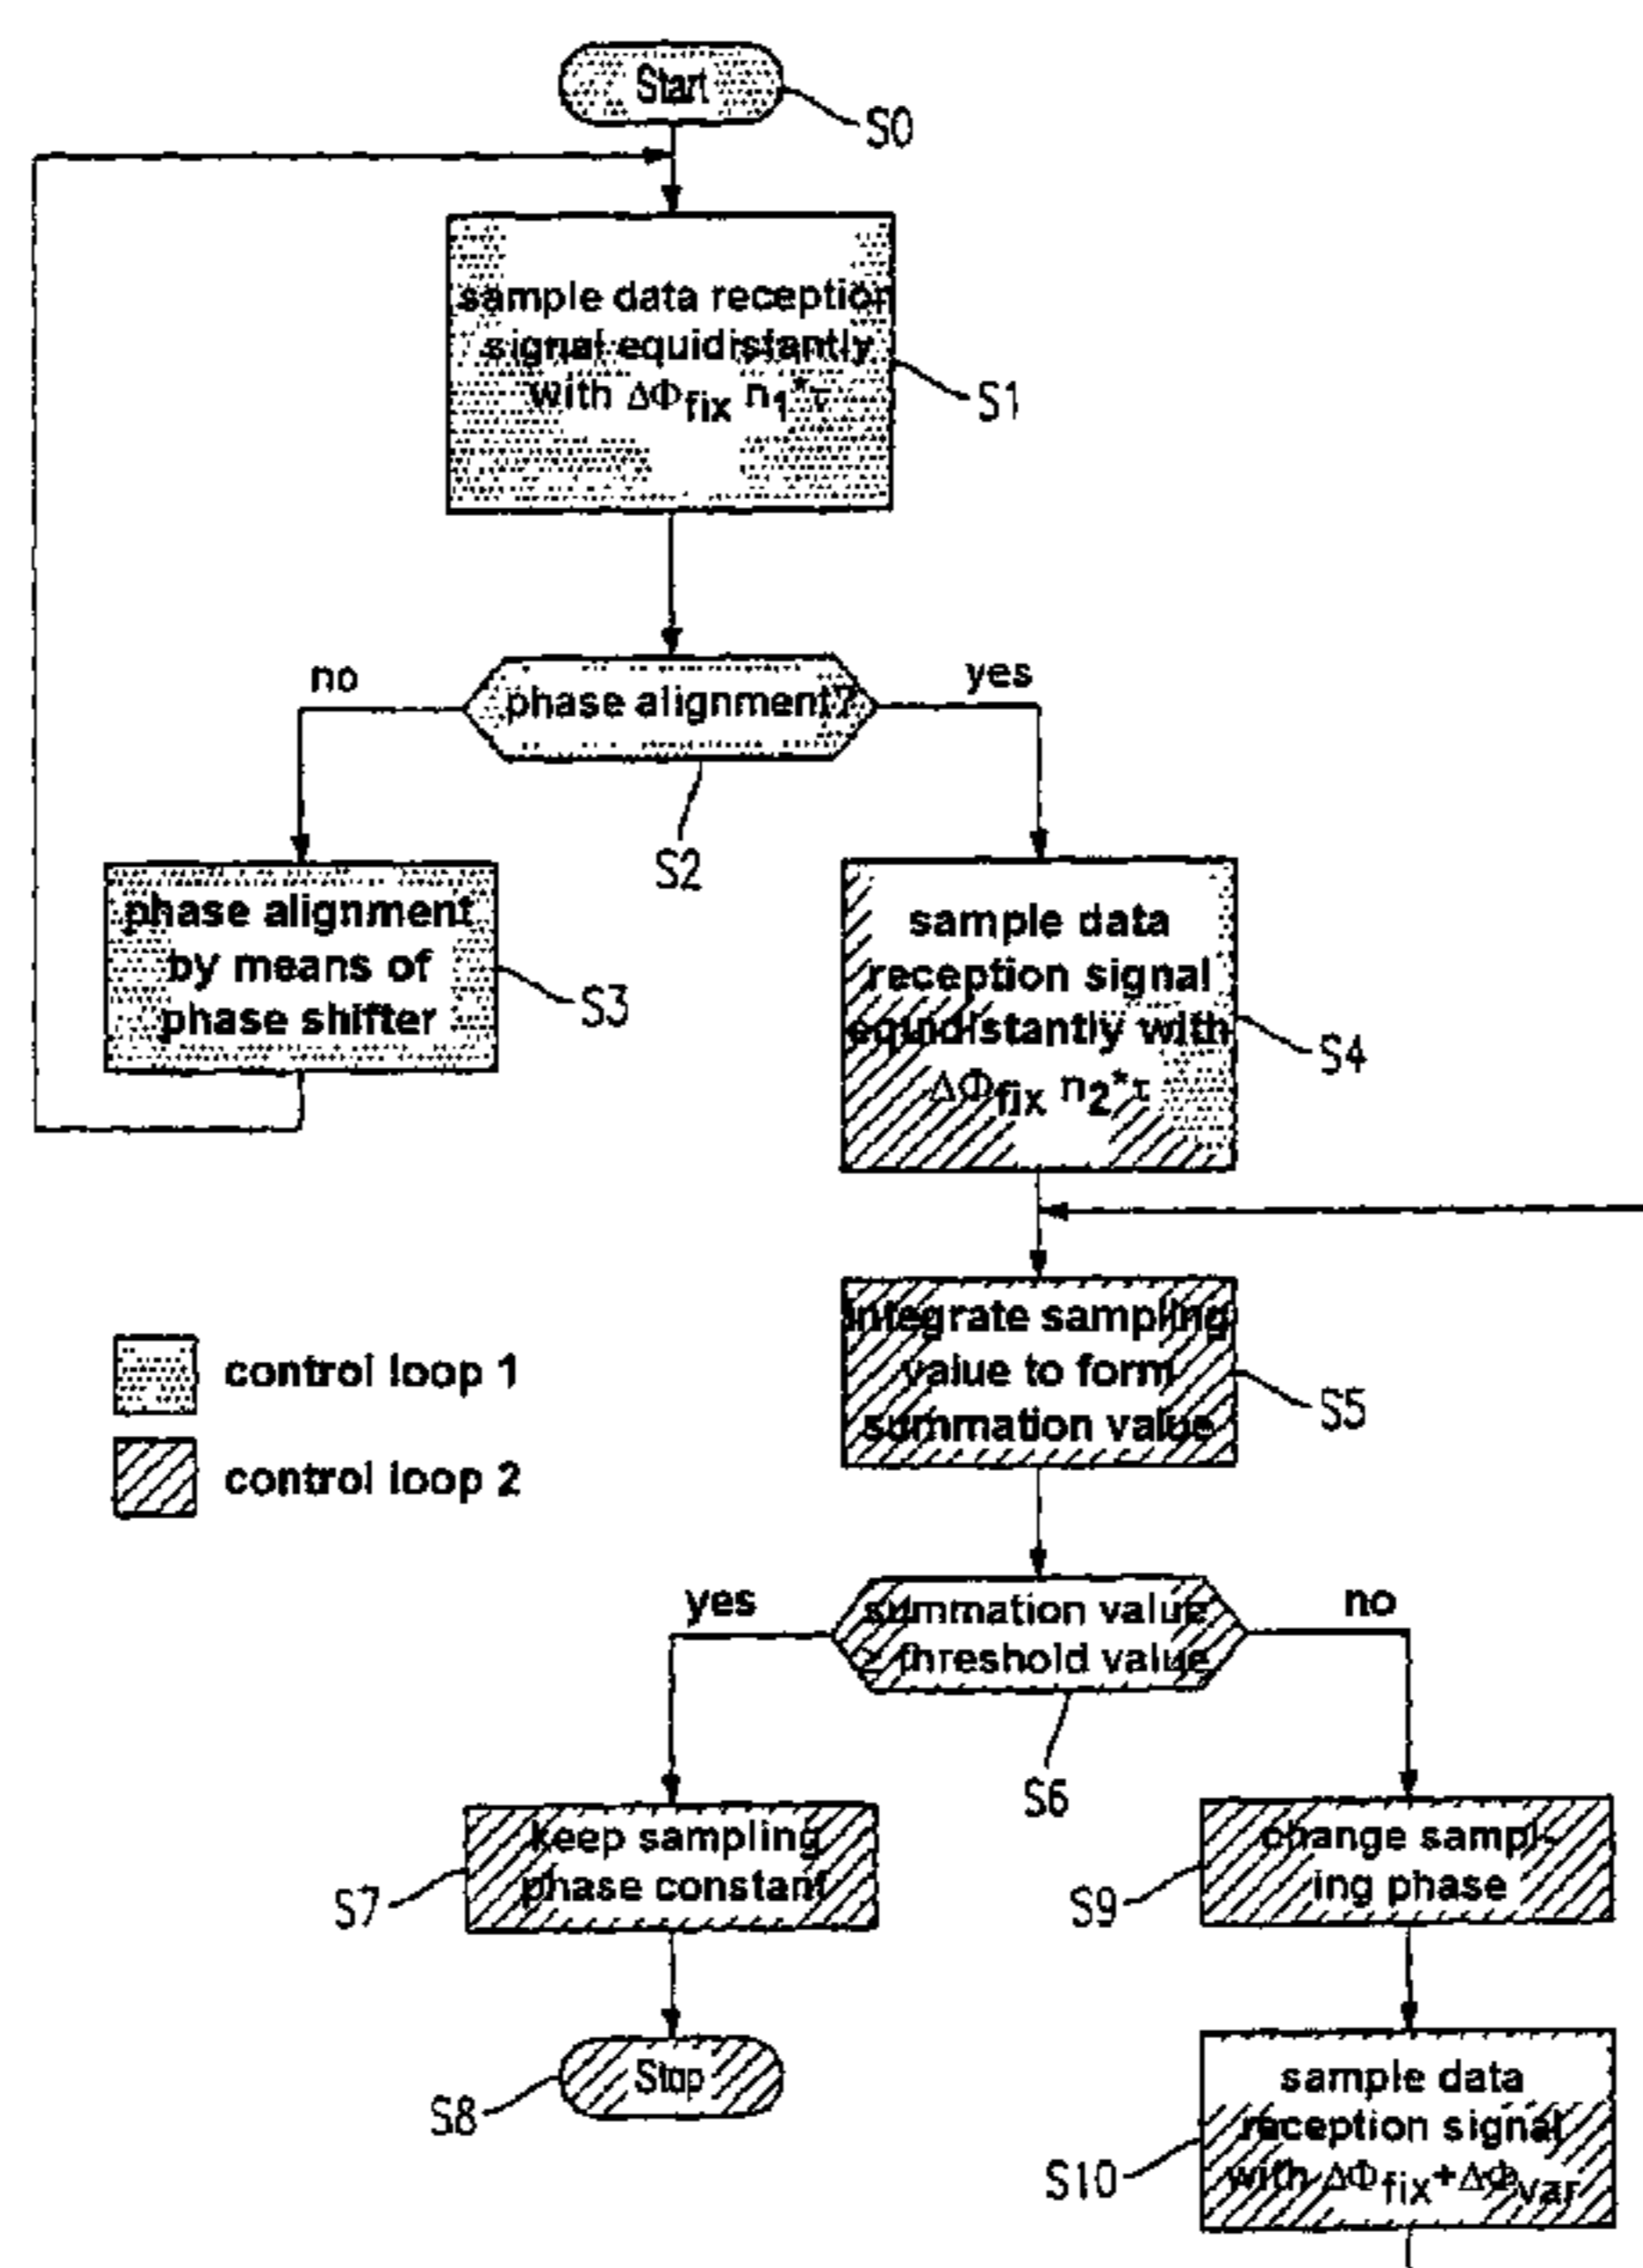 Start
S0
sample data reception
signal equidistantly
with ΔΦfix n1*τ
S1
no
phase alignment?
yes
S2
phase alignment
by means of
phase shifter
S3
sample data
reception signal
equidistantly with
ΔΦfix n2*τ
S4
control loop 1
control loop 2
integrate sampling
value to form
summation value
S5
yes
summation value
≥ threshold value
no
S6
keep sampling
phase constant
S7
change sampl-
ing phase
S9
Stop
S8
sample data
reception signal
with ΔΦfix+ΔΦvar
S10